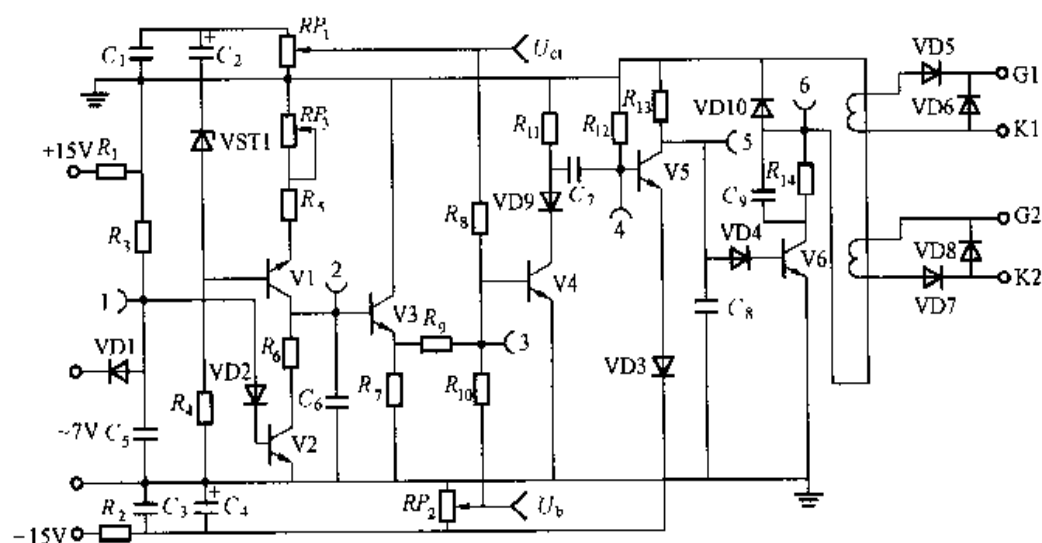 C1
+
C2
RP1
Uct
VD5
G1
VD6
K1
R13
VD10
6
RP3
R11
R12
5
VST1
+15V
R1
V5
R14
C7
C9
R5
VD9
4
VD4
G2
R3
R8
V6
VD8
V1
2
V4
K2
1
V3
R9
C8
VD7
VD1
R6
3
VD2
VD3
R4
C6
R7
R10
~7V
C5
V2
R2
C3
+
C4
RP2
Ub
−15V